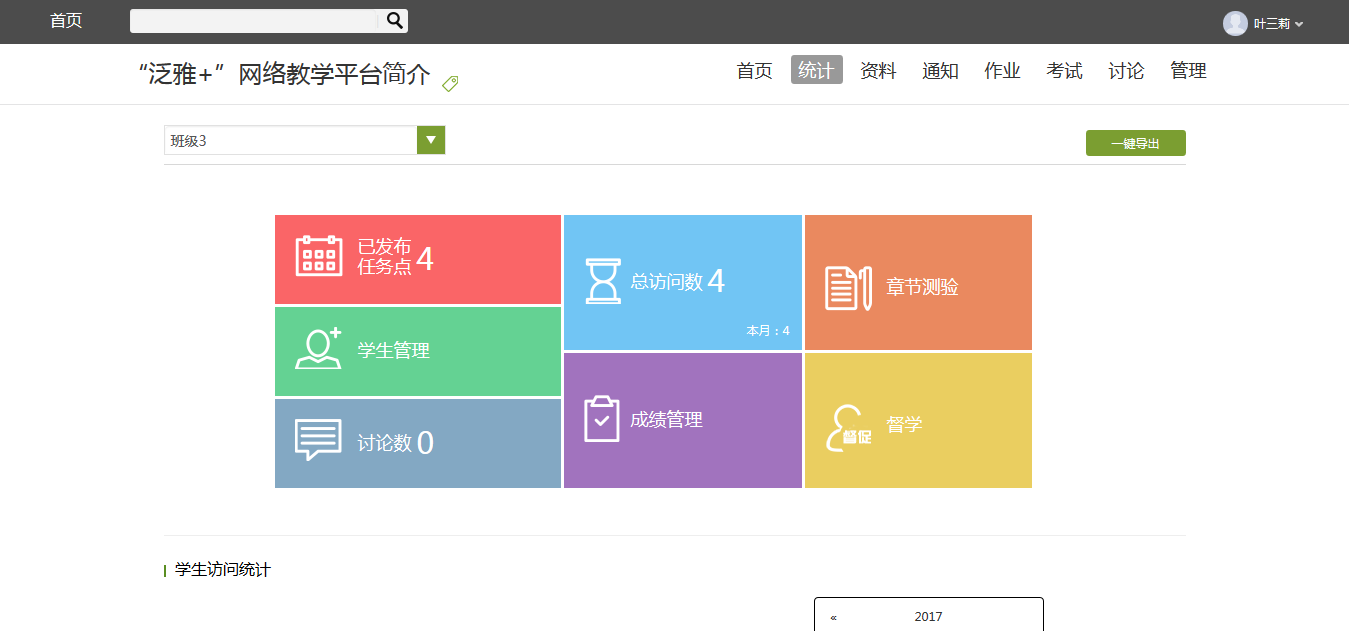 首页
叶三莉
“泛雅+”网络教学平台简介
首页 统计 资料 通知 作业 考试 讨论 管理
班级3
一键导出
已发布
任务点 4
总访问数 4
本月：4
章节测验
学生管理
成绩管理
督促
督学
讨论数 0
学生访问统计
« 2017